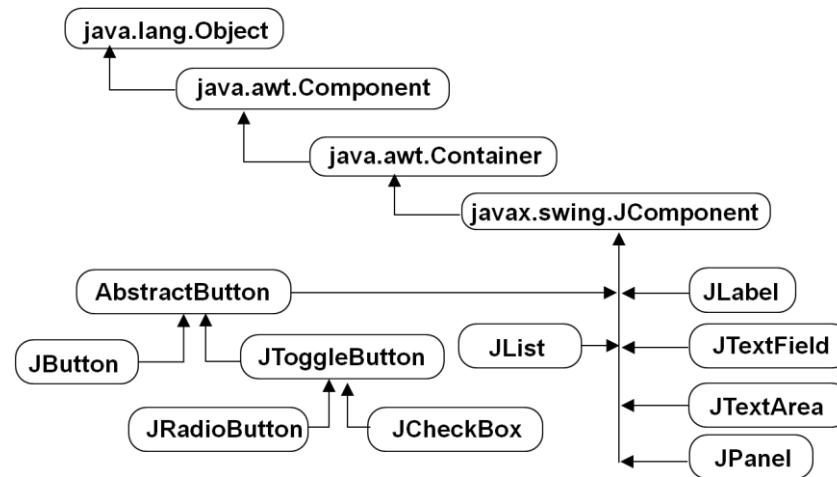 java.lang.Object
java.awt.Component
java.awt.Container
javax.swing.JComponent
AbstractButton
JLabel
JButton
JToggleButton
JList
JTextField
JRadioButton
JCheckBox
JTextArea
JPanel